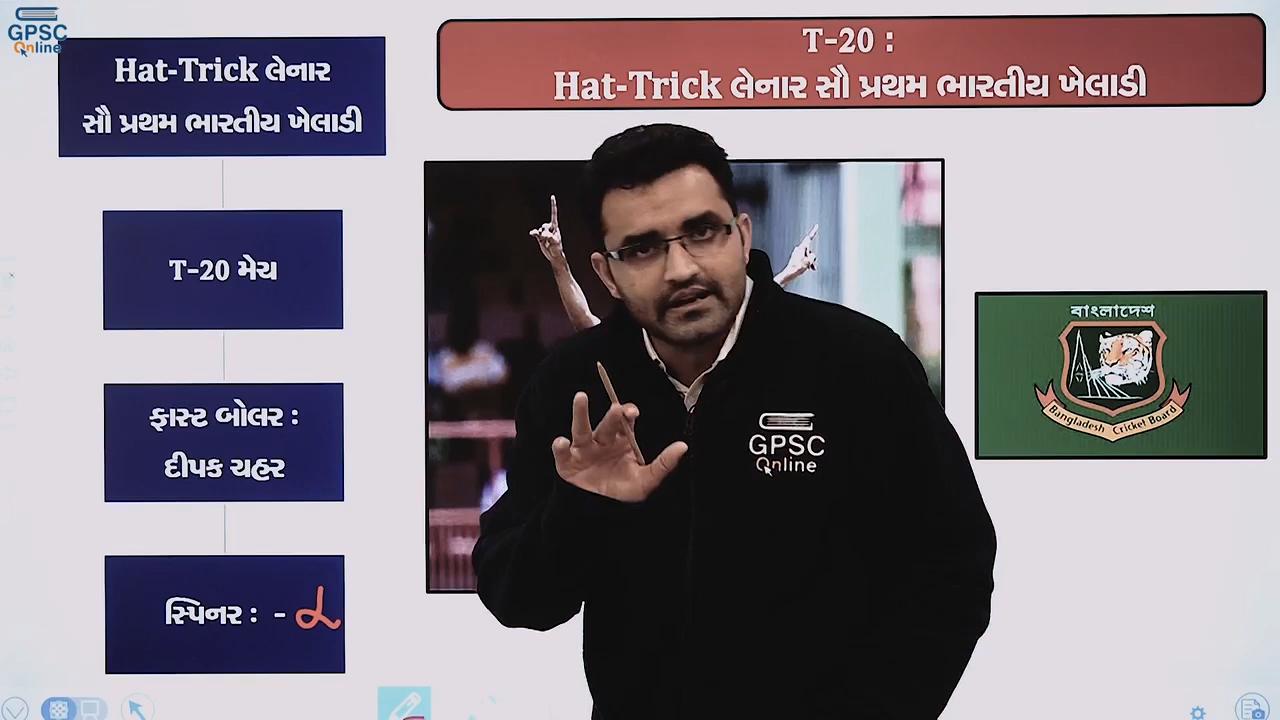 GPSC
Online
Hat-Trick લેનાર
સૌ પ્રથમ ભારતીય ખેલાડી
T-20 મેચ
ફાસ્ટ બોલર :
દીપક ચહર
સ્પિનર : -
T-20 :
Hat-Trick લેનાર સૌ પ્રથમ ભારતીય ખેલાડી
GPSC
Online
বাংলাদেশ
Bangladesh Cricket Board